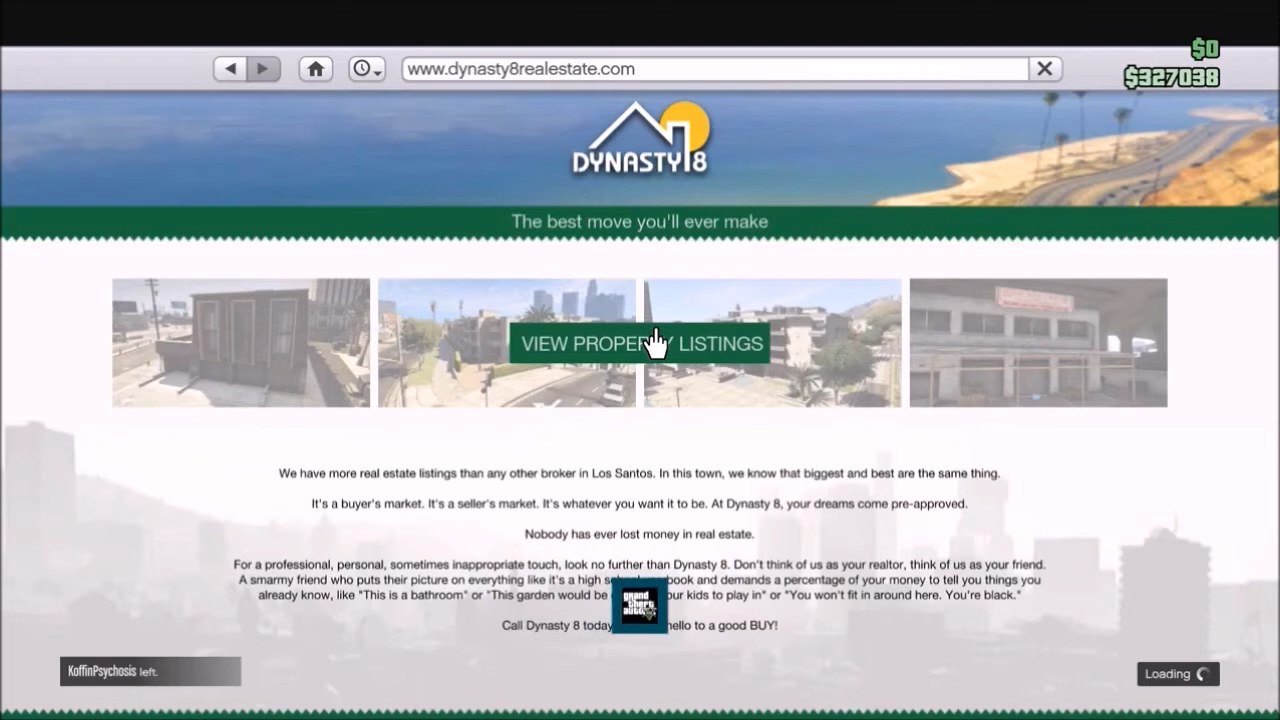 www.dynasty8realestate.com
$0
$327038
DYNASTY 8
The best move you'll ever make
VIEW PROPERTY LISTINGS
We have more real estate listings than any other broker in Los Santos. In this town, we know that biggest and best are the same thing.
It's a buyer's market. It's a seller's market. It's whatever you want it to be. At Dynasty 8, your dreams come pre-approved.
Nobody has ever lost money in real estate.
For a professional, personal, sometimes inappropriate touch, look no further than Dynasty 8. Don't think of us as your realtor, think of us as your friend.
A smarmy friend who puts their picture on everything like it's a high book and demands a percentage of your money to tell you things you
already know, like "This is a bathroom" or "This garden would be our kids to play in" or "You won't fit in around here. You're black."
grand
theft
auto
Call Dynasty 8 today hello to a good BUY!
KoffinPsychosis left.
Loading